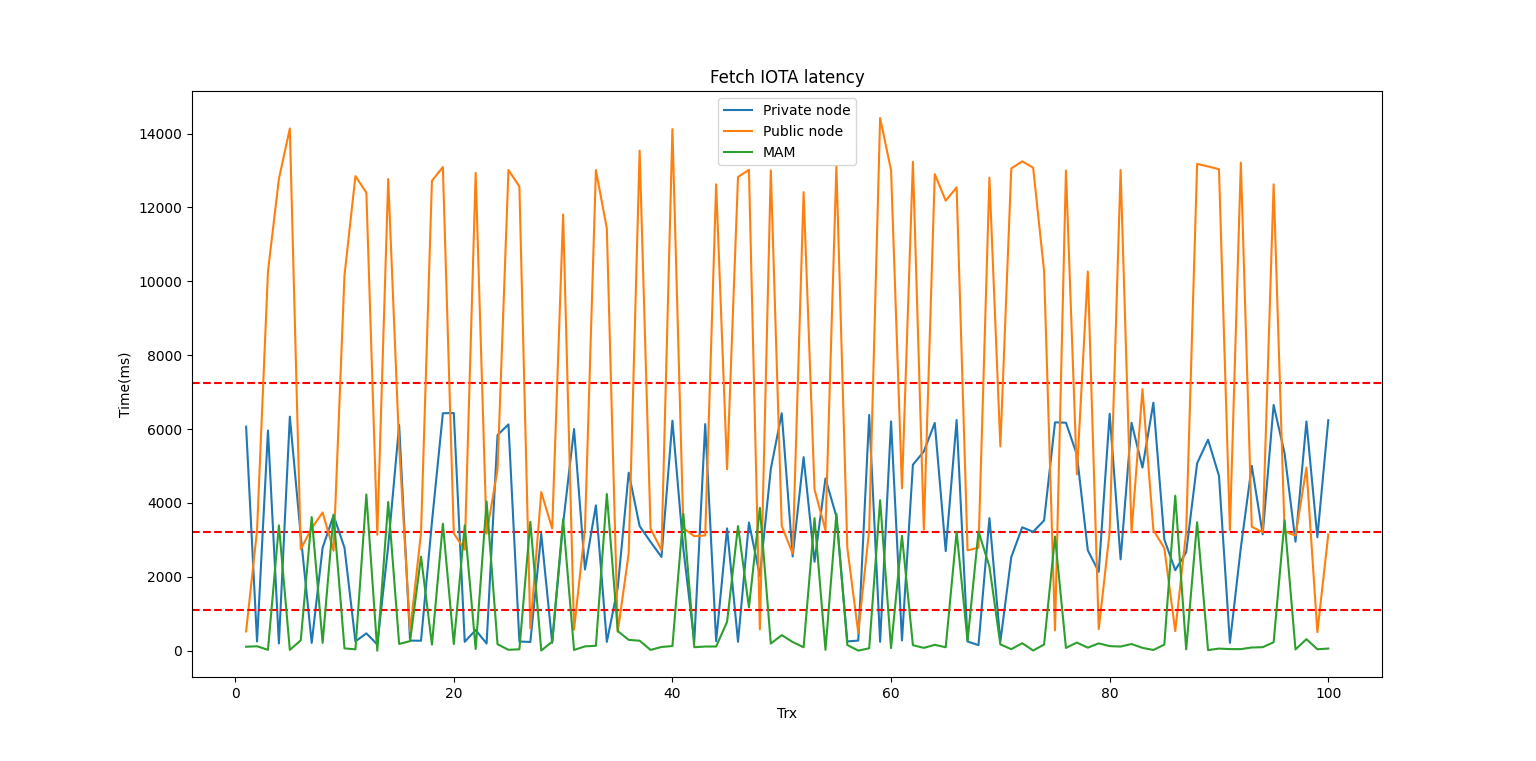 Fetch IOTA latency
Private node
Public node
MAM
14000
12000
10000
8000
6000
4000
2000
0
Time(ms)
0 20 40 60 80 100
Trx